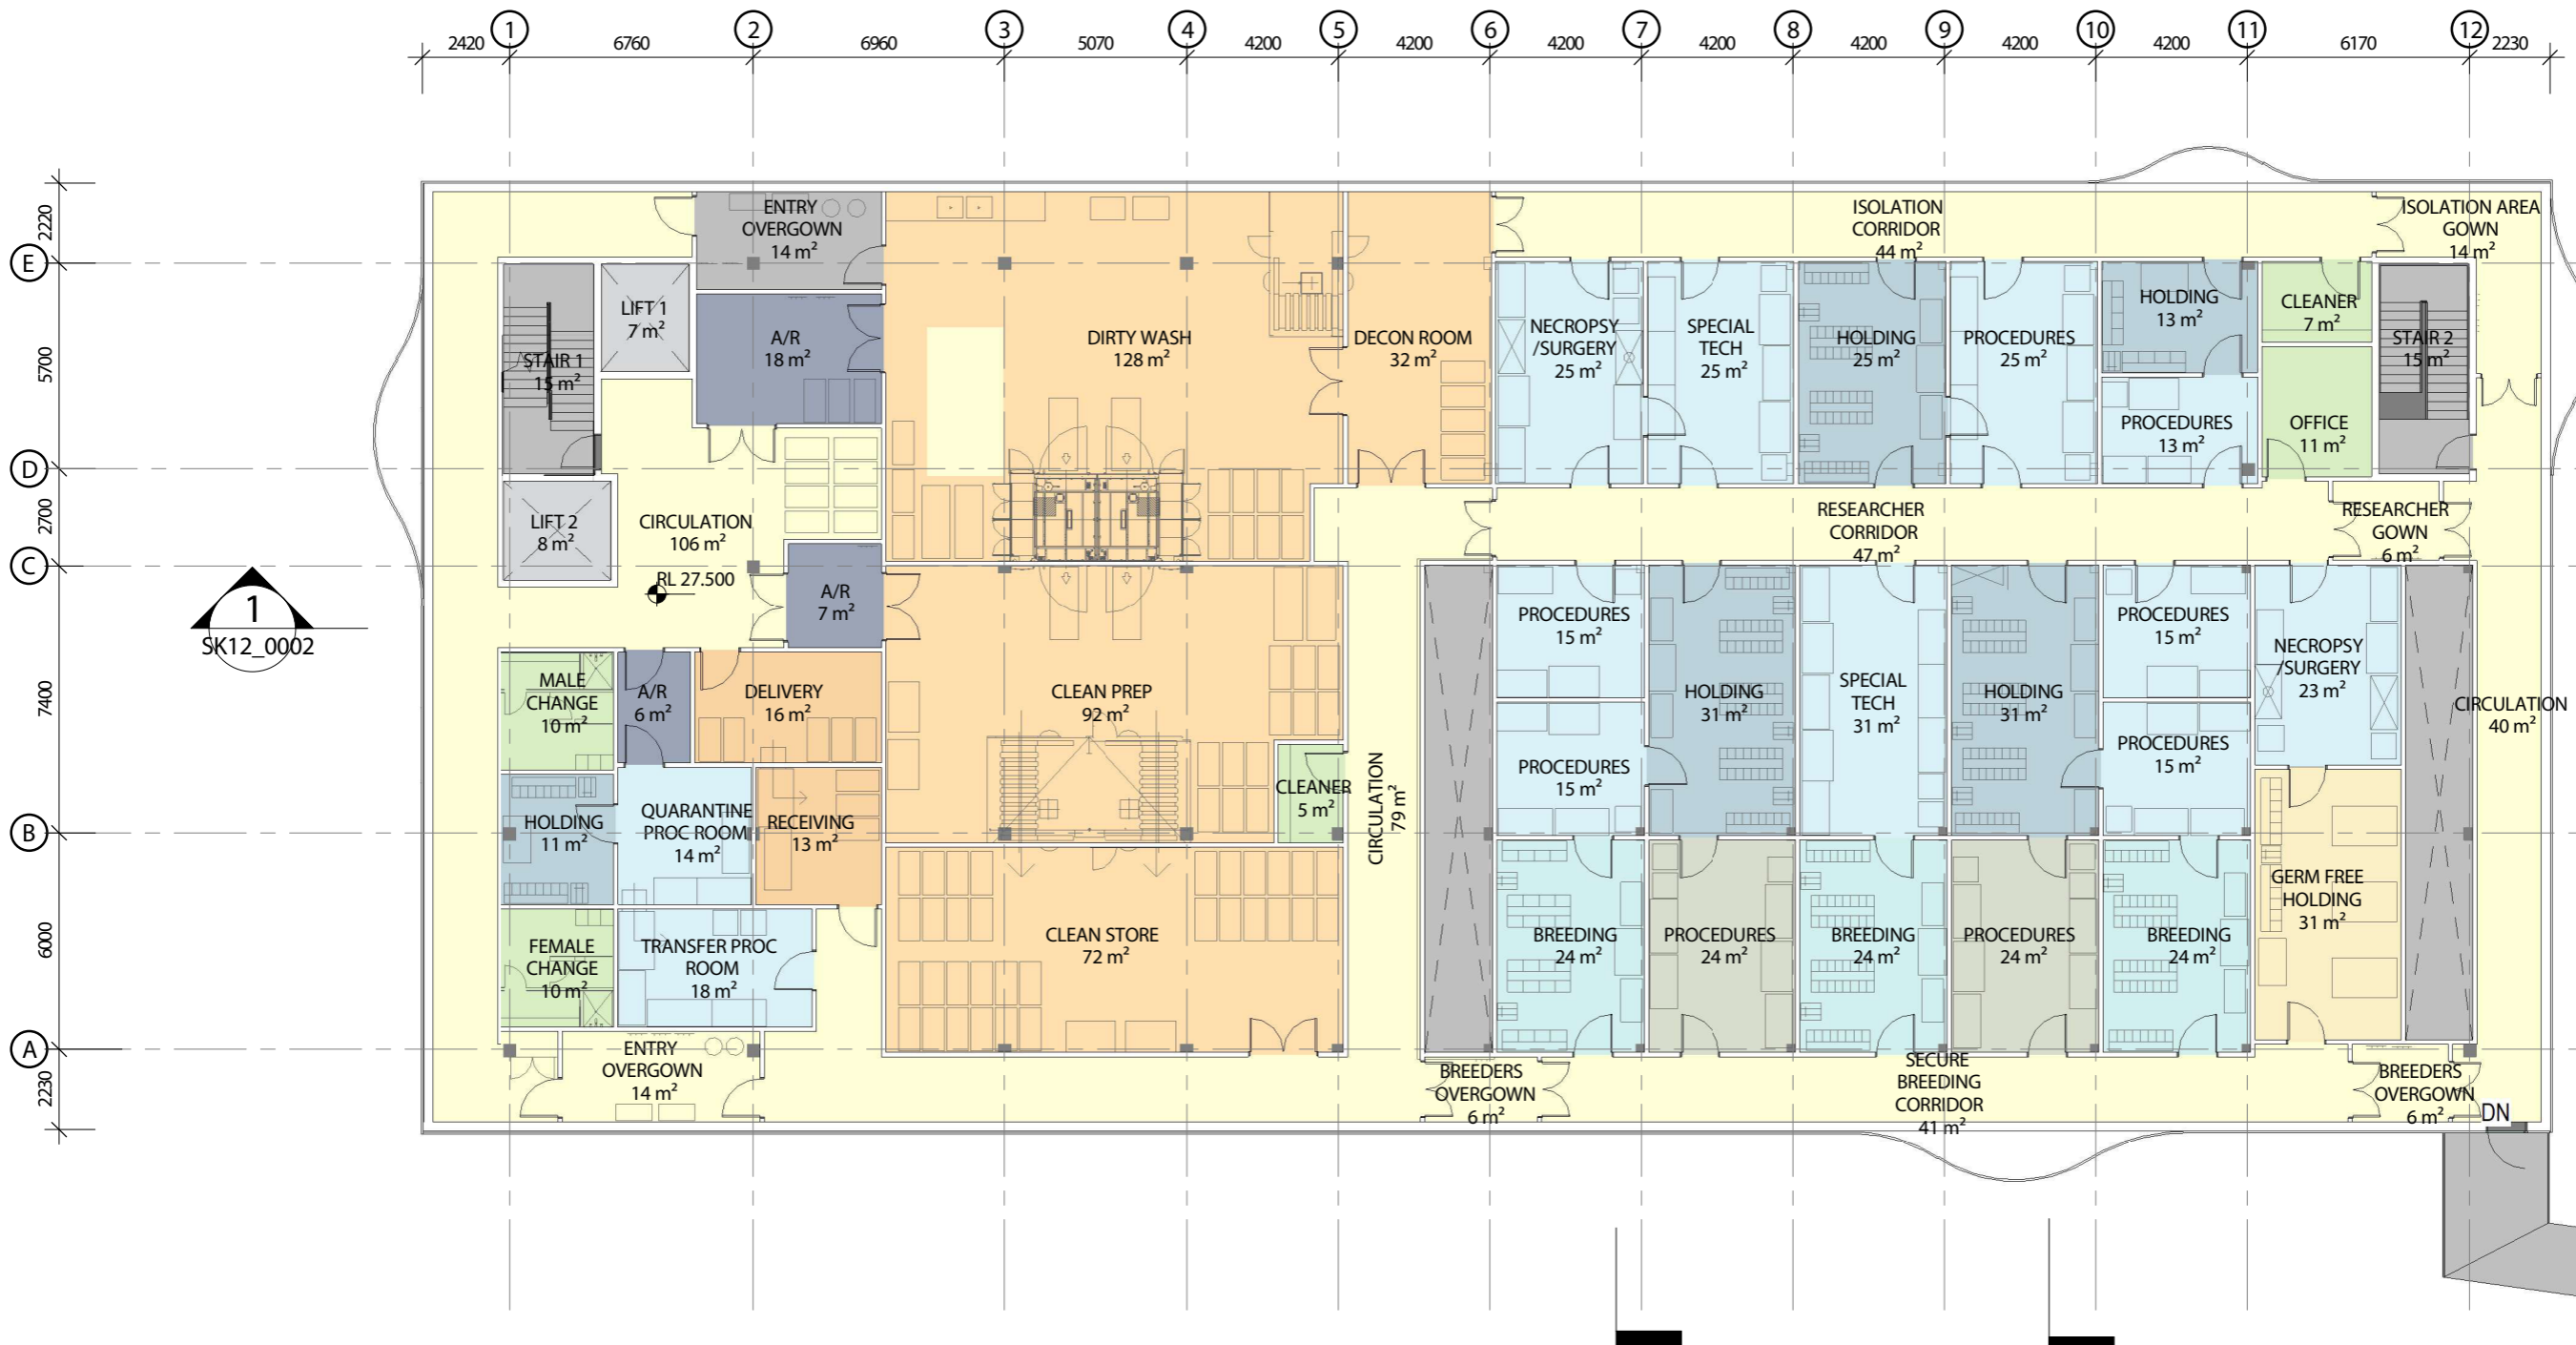 1 2 3 4 5 6 7 8 9 10 11 12
2420 6760 6960 5070 4200 4200 4200 4200 4200 4200 4200 6170 2230
2220
E
5700
D
2700
C
7400
B
6000
A
2230
1
SK12_0002
ENTRY
OVERGOWN
14 m²
STAIR 1
15 m²
LIFT 1
7 m²
A/R
18 m²
LIFT 2
8 m²
CIRCULATION
106 m²
RL 27.500
A/R
7 m²
MALE
CHANGE
10 m²
A/R
6 m²
DELIVERY
16 m²
HOLDING
11 m²
QUARANTINE
PROC ROOM
14 m²
RECEIVING
13 m²
FEMALE
CHANGE
10 m²
TRANSFER PROC
ROOM
18 m²
ENTRY
OVERGOWN
14 m²
DIRTY WASH
128 m²
DECON ROOM
32 m²
CLEAN PREP
92 m²
CLEANER
5 m²
CLEAN STORE
72 m²
CIRCULATION
79 m²
ISOLATION
CORRIDOR
44 m²
ISOLATION AREA
GOWN
14 m²
NECROPSY
/SURGERY
25 m²
SPECIAL
TECH
25 m²
HOLDING
25 m²
PROCEDURES
25 m²
HOLDING
13 m²
PROCEDURES
13 m²
CLEANER
7 m²
OFFICE
11 m²
STAIR 2
15 m²
RESEARCHER
CORRIDOR
47 m²
RESEARCHER
GOWN
6 m²
PROCEDURES
15 m²
PROCEDURES
15 m²
HOLDING
31 m²
SPECIAL
TECH
31 m²
HOLDING
31 m²
PROCEDURES
15 m²
PROCEDURES
15 m²
NECROPSY
/SURGERY
23 m²
CIRCULATION
40 m²
GERM FREE
HOLDING
31 m²
BREEDING
24 m²
PROCEDURES
24 m²
BREEDING
24 m²
PROCEDURES
24 m²
BREEDING
24 m²
BREEDERS
OVERGOWN
6 m²
SECURE
BREEDING
CORRIDOR
41 m²
BREEDERS
OVERGOWN
6 m²
DN